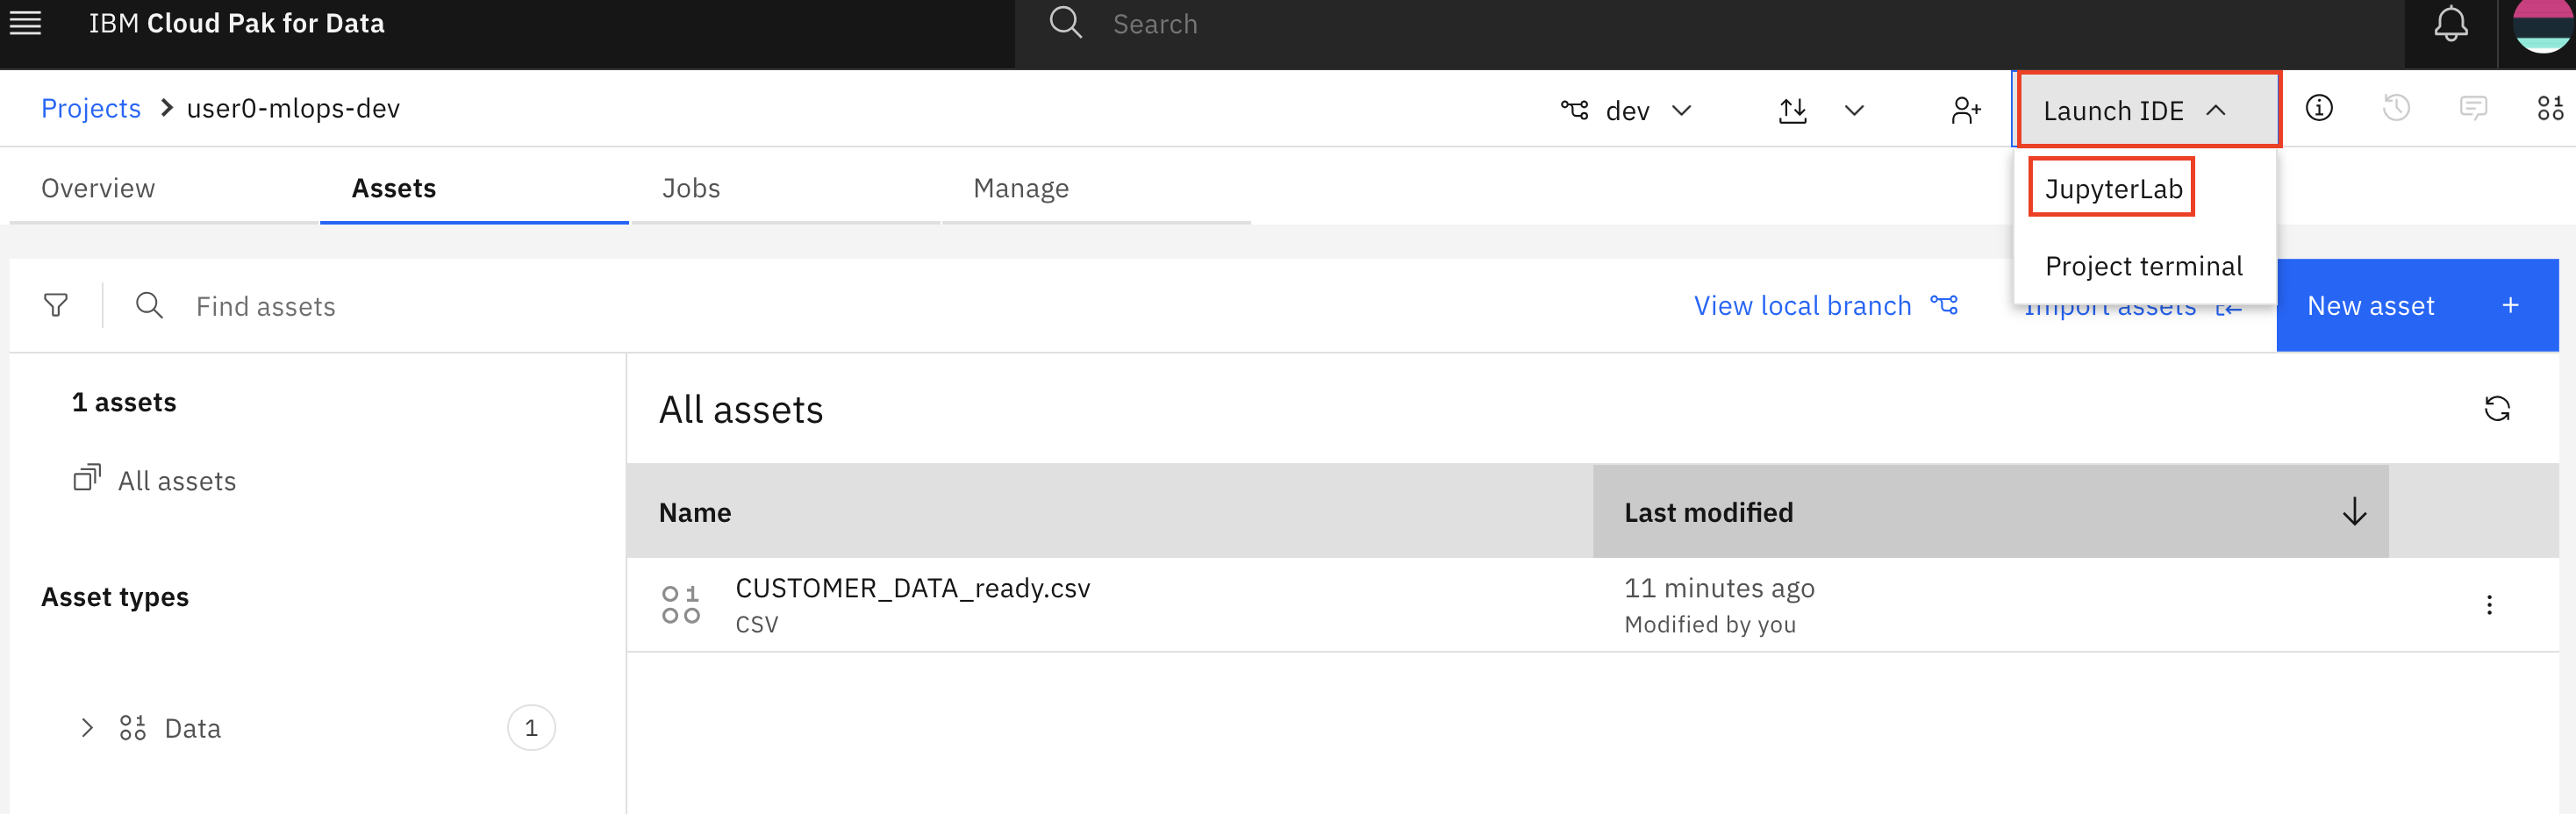 IBM Cloud Pak for Data
Search
Projects > user0-mlops-dev
dev
Launch IDE
JupyterLab
Project terminal
Overview
Assets
Jobs
Manage
Find assets
View local branch
Import assets
New asset +
1 assets
All assets
Asset types
Data
1
All assets
Name
Last modified
CUSTOMER_DATA_ready.csv
CSV
11 minutes ago
Modified by you